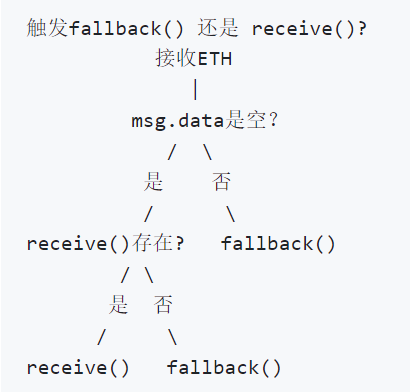 触发fallback() 还是 receive()?
接收ETH
|
msg.data是空？
/ \
是 否
/ \
receive()存在? fallback()
/ \
是 否
/ \
receive() fallback()